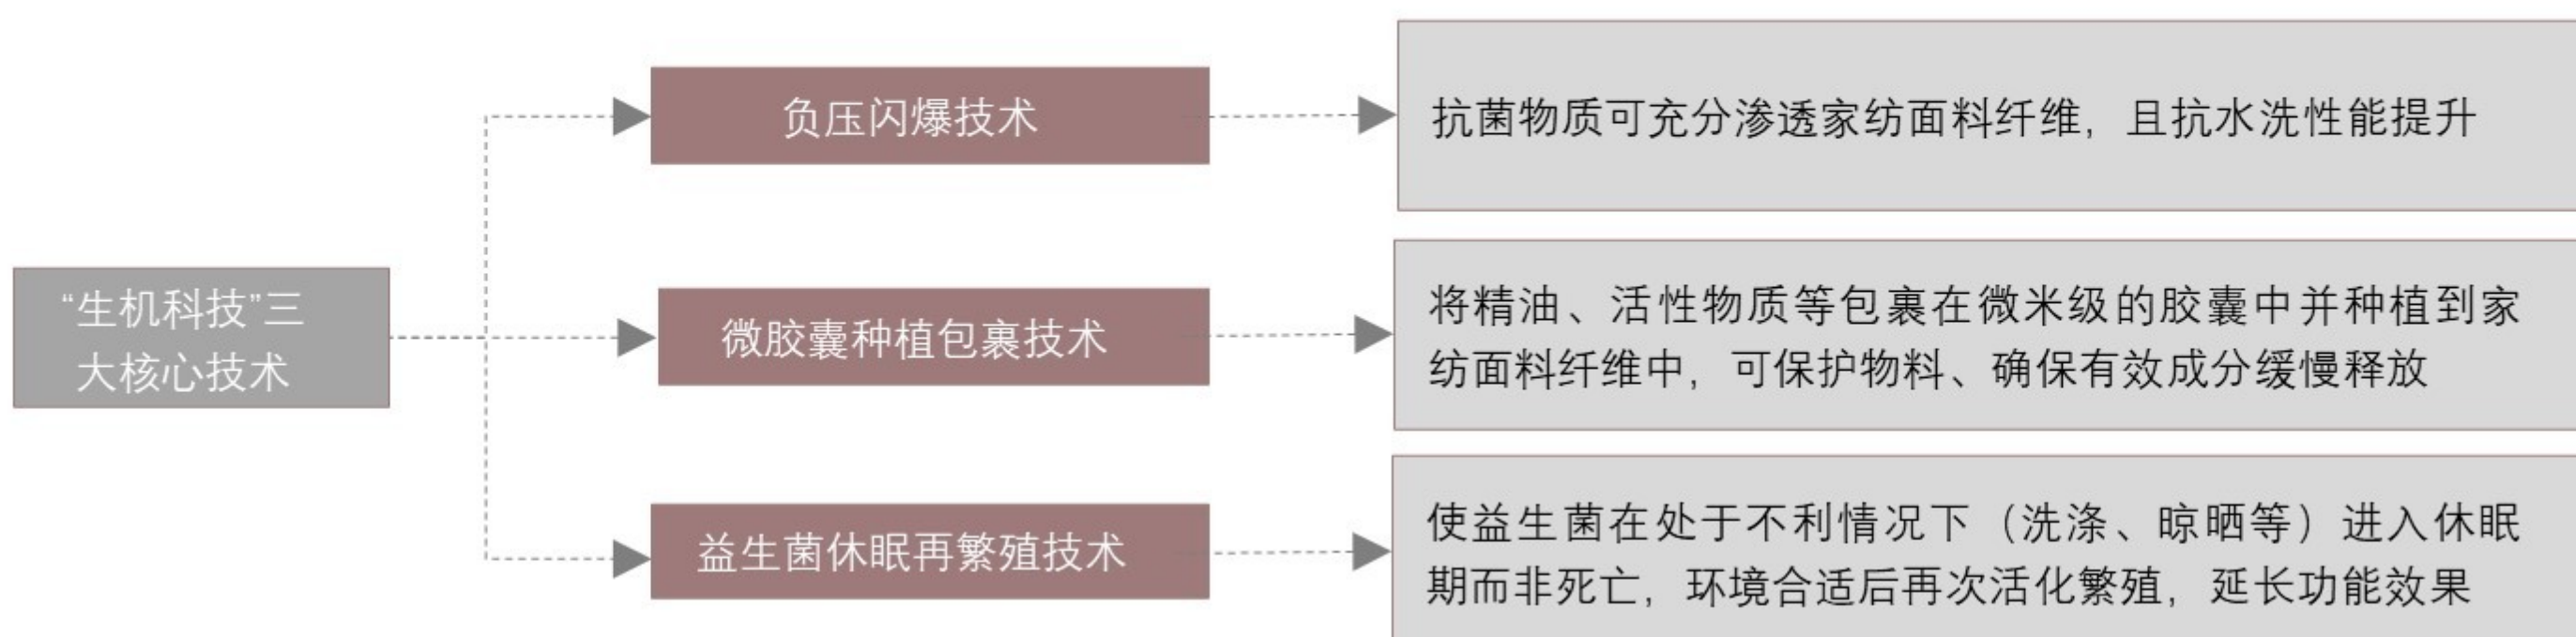 “生机科技”三
大核心技术
负压闪爆技术
抗菌物质可充分渗透家纺面料纤维，且抗水洗性能提升
微胶囊种植包裹技术
将精油、活性物质等包裹在微米级的胶囊中并种植到家
纺面料纤维中，可保护物料、确保有效成分缓慢释放
益生菌休眠再繁殖技术
使益生菌在处于不利情况下（洗涤、晾晒等）进入休眠
期而非死亡，环境合适后再次活化繁殖，延长功能效果